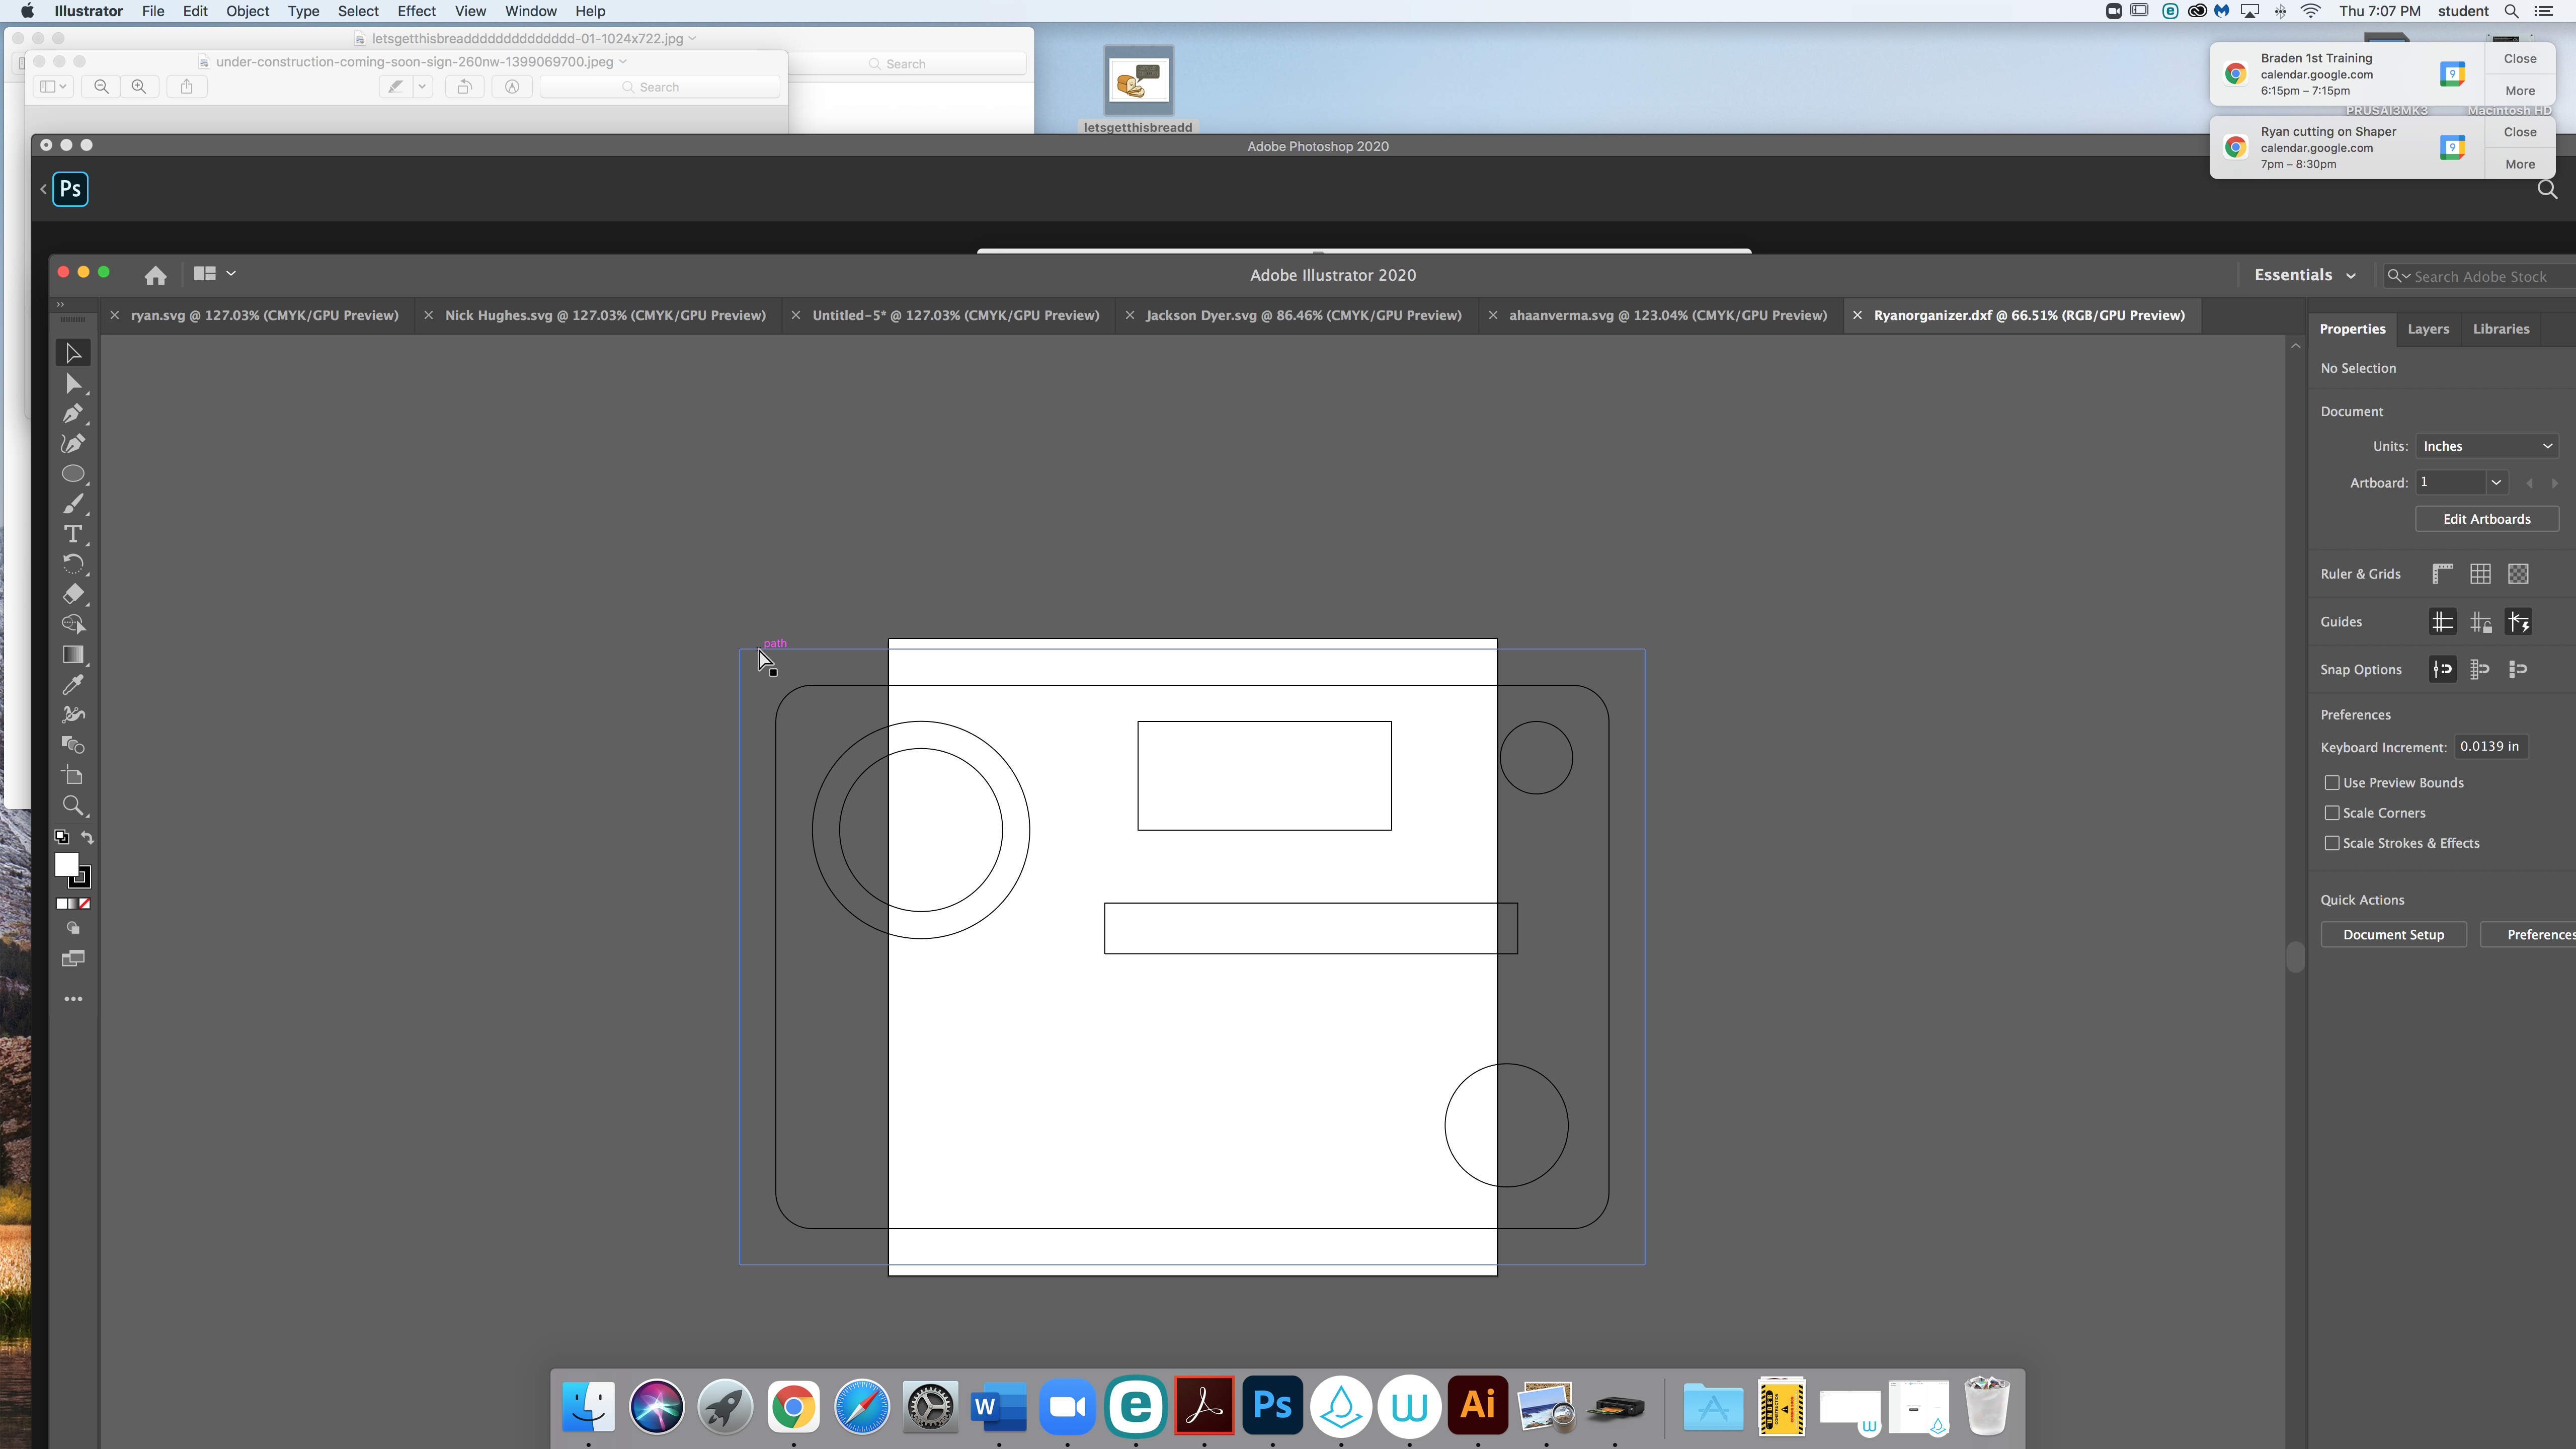 Illustrator File Edit Object Type Select Effect View Window Help
Thu 7:07 PM student
letsgetthisbreaddddddddddddddd-01-1024x722.jpg
Search
under-construction-coming-soon-sign-260nw-1399069700.jpeg
Search
letsgetthisbreadd
Braden 1st Training
calendar.google.com
6:15pm – 7:15pm
Close
More
PRUSAI3MK3 Macintosh HD
Ryan cutting on Shaper
calendar.google.com
7pm – 8:30pm
Close
More
Adobe Photoshop 2020
Ps
Adobe Illustrator 2020
Essentials
Search Adobe Stock
ryan.svg @ 127.03% (CMYK/GPU Preview)
Nick Hughes.svg @ 127.03% (CMYK/GPU Preview)
Untitled-5* @ 127.03% (CMYK/GPU Preview)
Jackson Dyer.svg @ 86.46% (CMYK/GPU Preview)
ahaanverma.svg @ 123.04% (CMYK/GPU Preview)
Ryanorganizer.dxf @ 66.51% (RGB/GPU Preview)
Properties Layers Libraries
No Selection
Document
Units: Inches
Artboard: 1
Edit Artboards
Ruler & Grids
Guides
Snap Options
Preferences
Keyboard Increment: 0.0139 in
Use Preview Bounds
Scale Corners
Scale Strokes & Effects
Quick Actions
Document Setup
Preferences
path
W
e
Ps
W
Ai